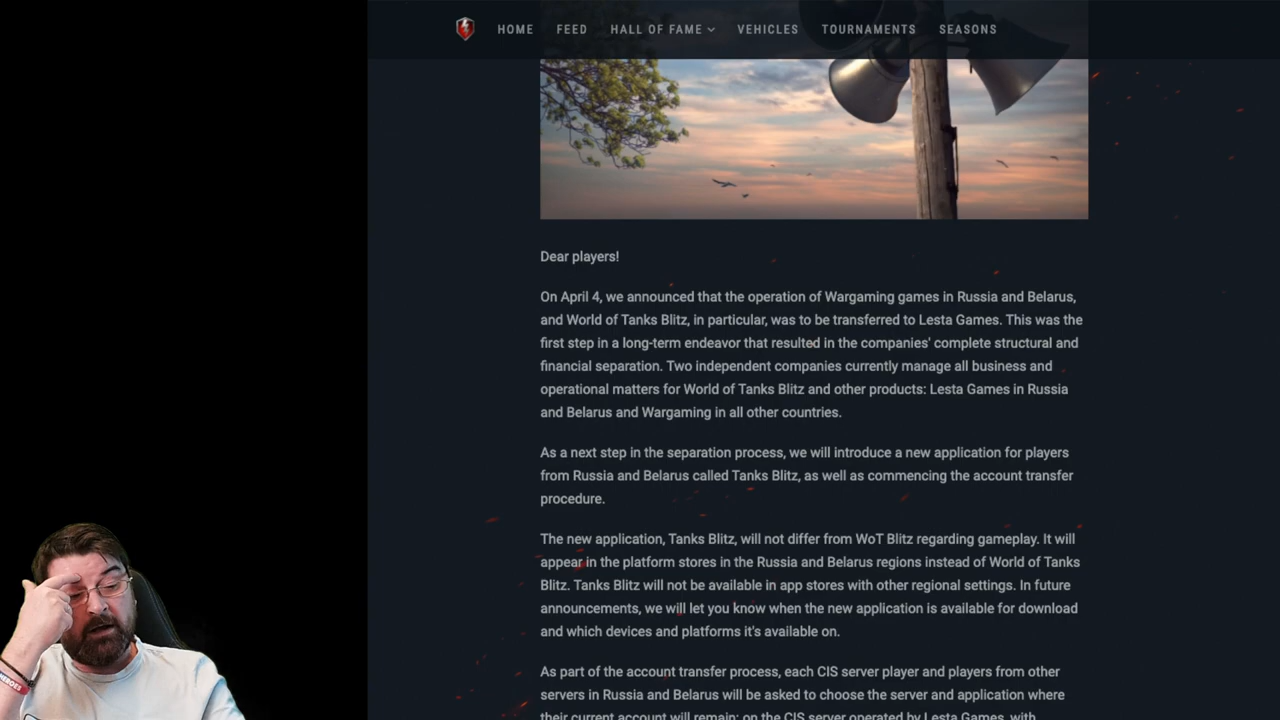 HOME FEED HALL OF FAME VEHICLES TOURNAMENTS SEASONS
Dear players!
On April 4, we announced that the operation of Wargaming games in Russia and Belarus,
and World of Tanks Blitz, in particular, was to be transferred to Lesta Games. This was the
first step in a long-term endeavor that resulted in the companies' complete structural and
financial separation. Two independent companies currently manage all business and
operational matters for World of Tanks Blitz and other products: Lesta Games in Russia
and Belarus and Wargaming in all other countries.
As a next step in the separation process, we will introduce a new application for players
from Russia and Belarus called Tanks Blitz, as well as commencing the account transfer
procedure.
The new application, Tanks Blitz, will not differ from WoT Blitz regarding gameplay. It will
appear in the platform stores in the Russia and Belarus regions instead of World of Tanks
Blitz. Tanks Blitz will not be available in app stores with other regional settings. In future
announcements, we will let you know when the new application is available for download
and which devices and platforms it's available on.
As part of the account transfer process, each CIS server player and players from other
servers in Russia and Belarus will be asked to choose the server and application where
their current account will remain: on the CIS server operated by Lesta Games, with
HEROES